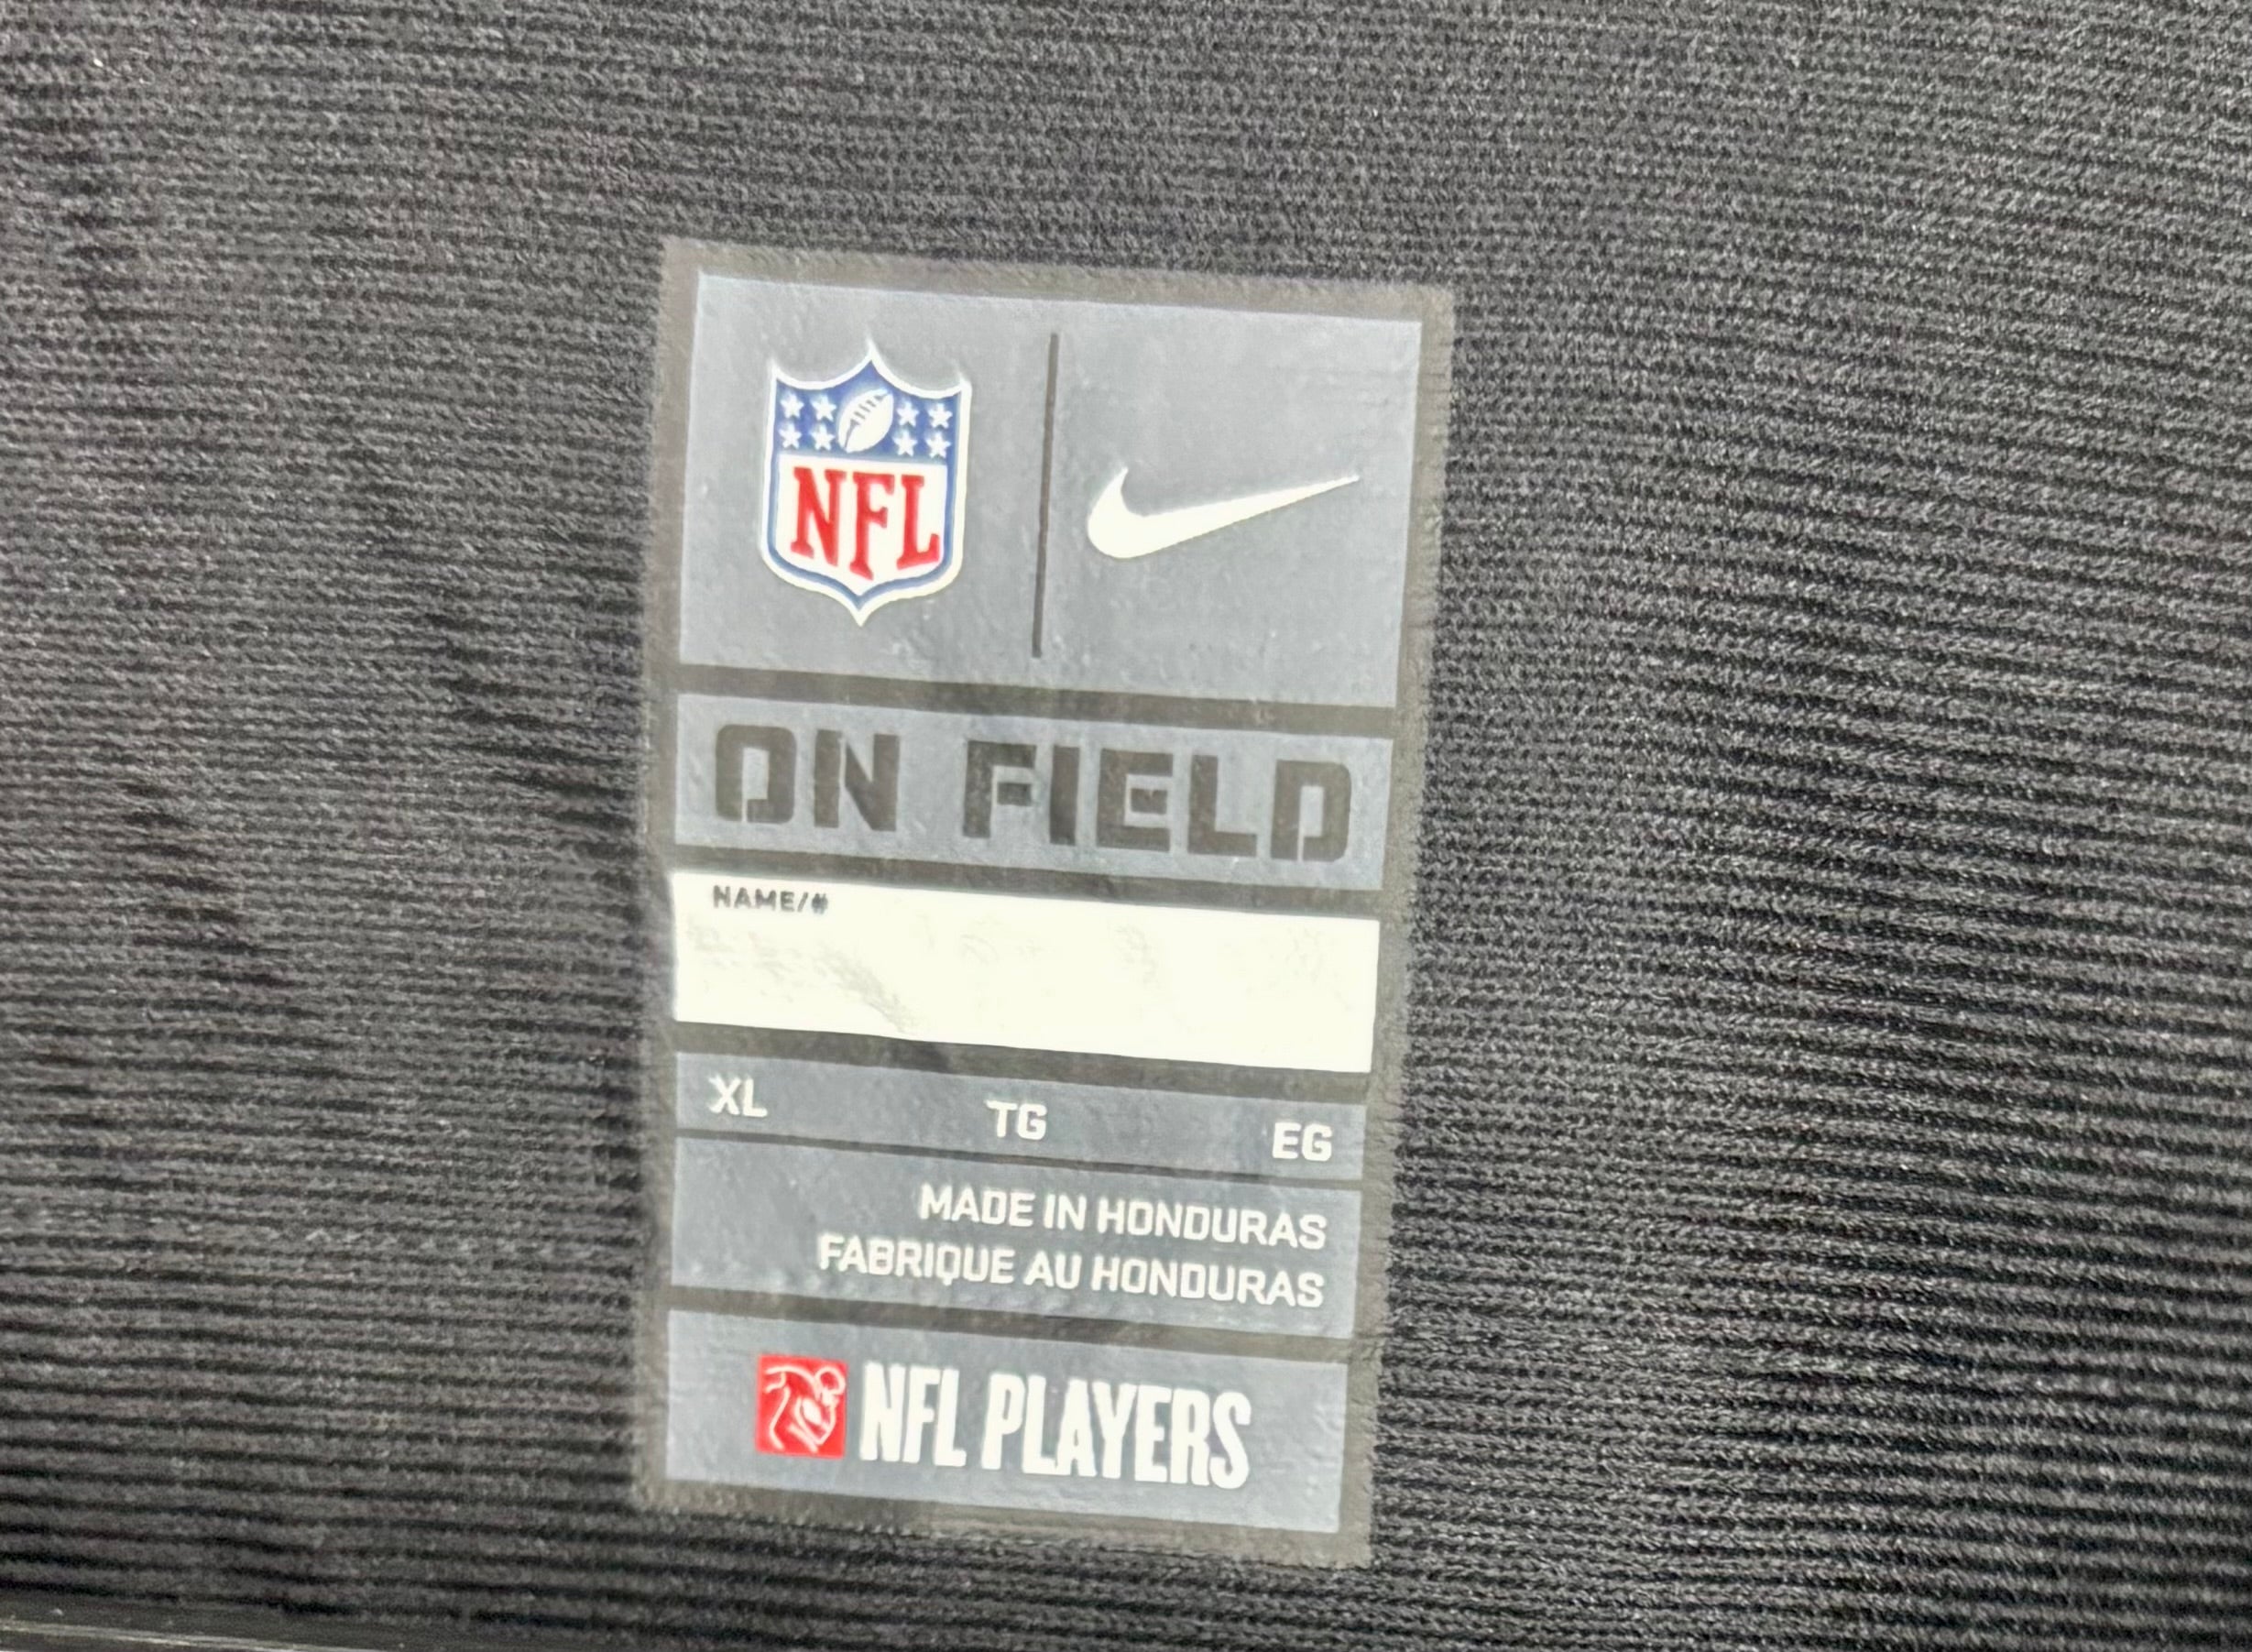 NFL
ON FIELD
NAME/#
XL TG EG
MADE IN HONDURAS
FABRIQUE AU HONDURAS
NFL PLAYERS